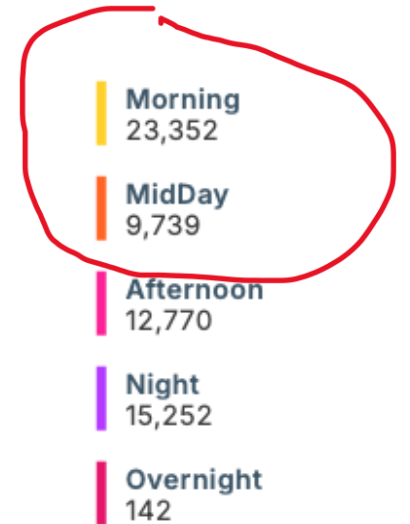 Morning
23,352
MidDay
9,739
Afternoon
12,770
Night
15,252
Overnight
142